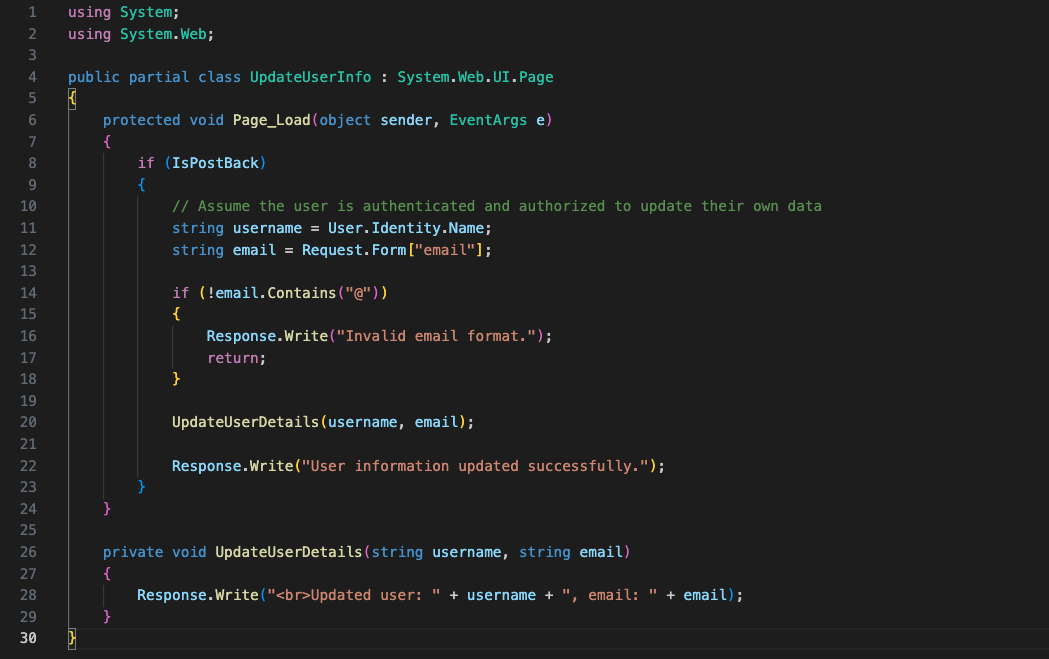 1 using System;
2 using System.Web;
3
4 public partial class UpdateUserInfo : System.Web.UI.Page
5 {
6     protected void Page_Load(object sender, EventArgs e)
7     {
8         if (IsPostBack)
9         {
10             // Assume the user is authenticated and authorized to update their own data
11             string username = User.Identity.Name;
12             string email = Request.Form["email"];
13
14             if (!email.Contains("@"))
15             {
16                 Response.Write("Invalid email format.");
17                 return;
18             }
19
20             UpdateUserDetails(username, email);
21
22             Response.Write("User information updated successfully.");
23         }
24     }
25
26     private void UpdateUserDetails(string username, string email)
27     {
28         Response.Write("<br>Updated user: " + username + ", email: " + email);
29     }
30 }